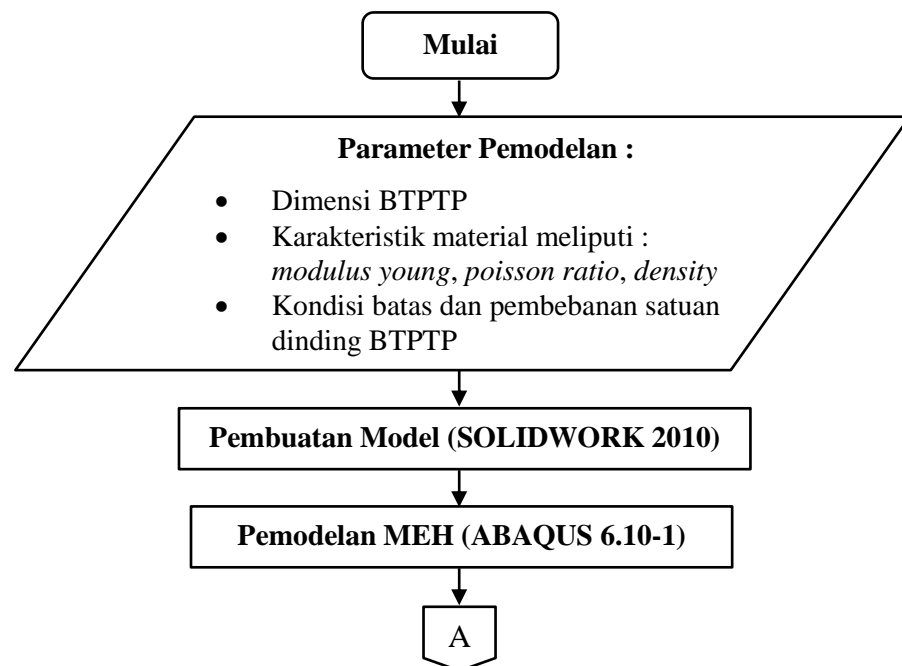 Mulai
Parameter Pemodelan :
• Dimensi BTPTP
• Karakteristik material meliputi :
modulus young, poisson ratio, density
• Kondisi batas dan pembebanan satuan
dinding BTPTP
Pembuatan Model (SOLIDWORK 2010)
Pemodelan MEH (ABAQUS 6.10-1)
A